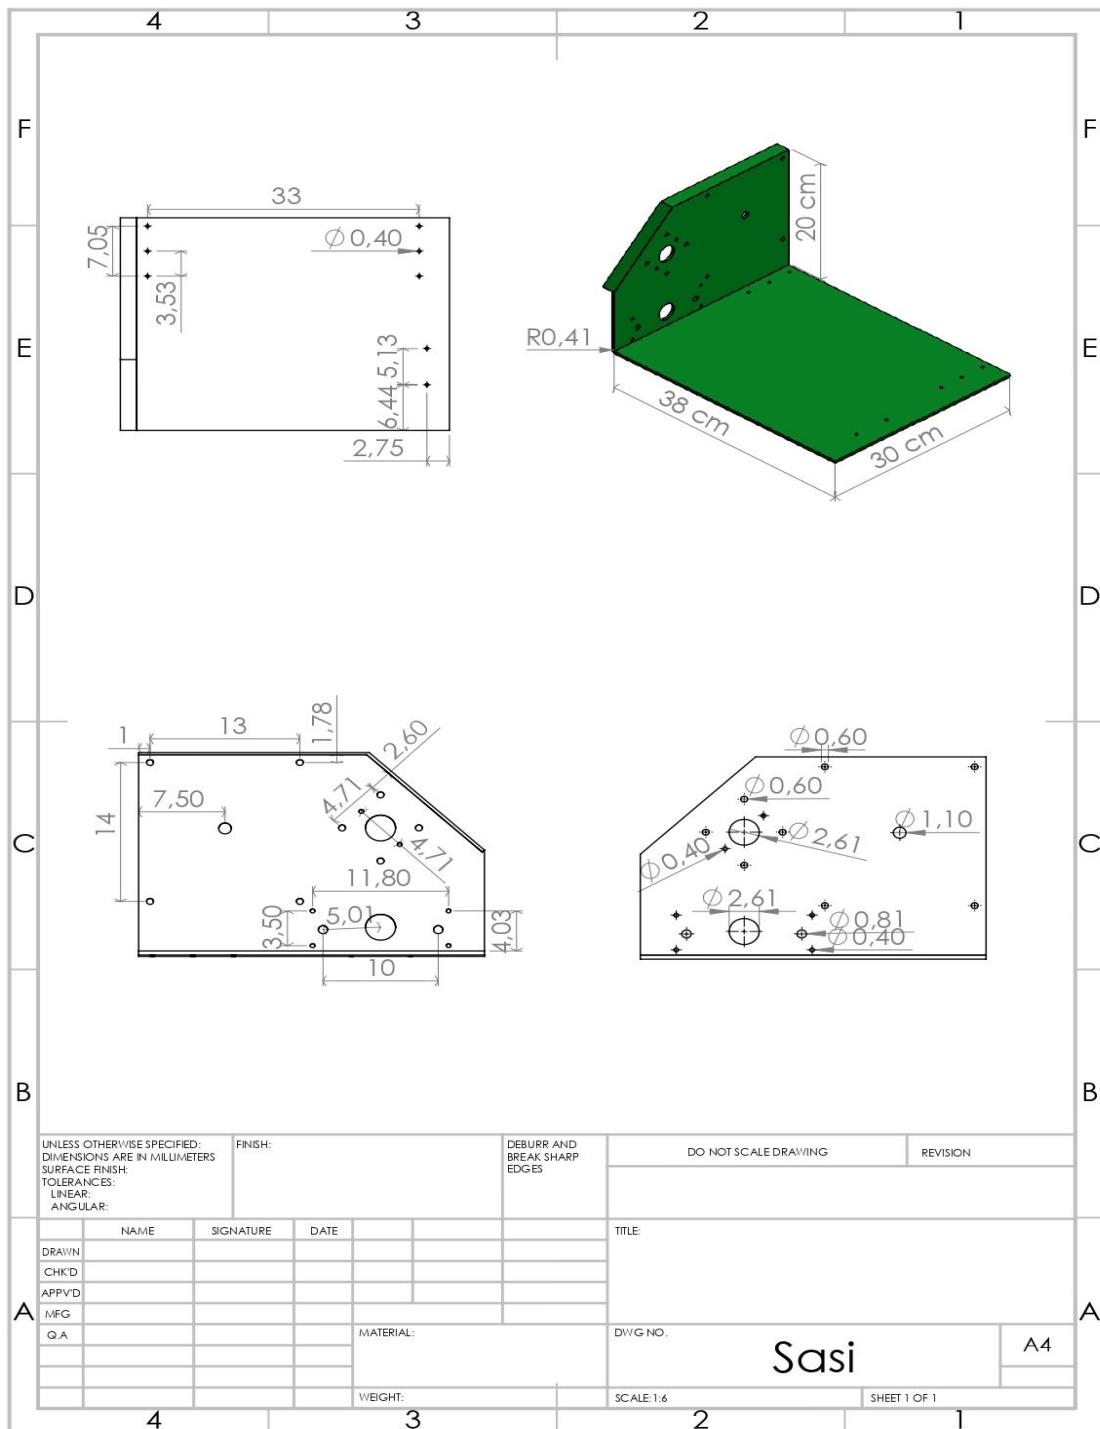 4 3 2 1
F F
33
7,05
Ø 0,40
3,53
20 cm
E E
R0,41
5,13
6,44
2,75
38 cm
30 cm
D D
1
13
1,78
2,60
7,50
4,71
14
4,71
11,80
3,50
5,01
4,03
10
Ø 0,60
Ø 0,60
Ø 1,10
Ø 2,61
Ø 0,40
Ø 2,61
Ø 0,81
Ø 0,40
C C
B B
UNLESS OTHERWISE SPECIFIED:
DIMENSIONS ARE IN MILLIMETERS
SURFACE FINISH:
TOLERANCES:
LINEAR:
ANGULAR:
FINISH:
DEBURR AND
BREAK SHARP
EDGES
DO NOT SCALE DRAWING
REVISION
NAME SIGNATURE DATE
TITLE:
DRAWN
CHK'D
APPV'D
MFG
Q.A
MATERIAL:
DWG NO.
Sasi
A4
A A
WEIGHT:
SCALE:1:6
SHEET 1 OF 1
4 3 2 1